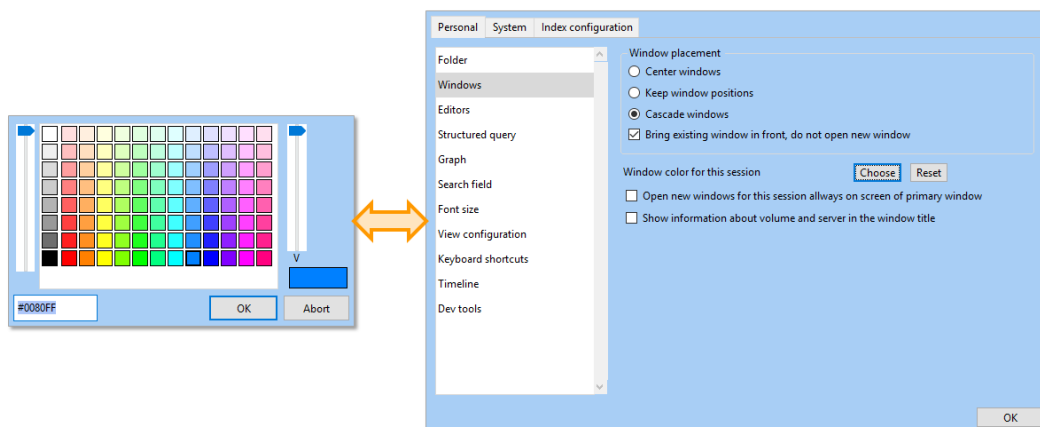 V
#0080FF
OK
Abort
Personal
System
Index configuration
Folder
Windows
Editors
Structured query
Graph
Search field
Font size
View configuration
Keyboard shortcuts
Timeline
Dev tools
Window placement
Center windows
Keep window positions
Cascade windows
Bring existing window in front, do not open new window
Window color for this session
Choose
Reset
Open new windows for this session allways on screen of primary window
Show information about volume and server in the window title
OK